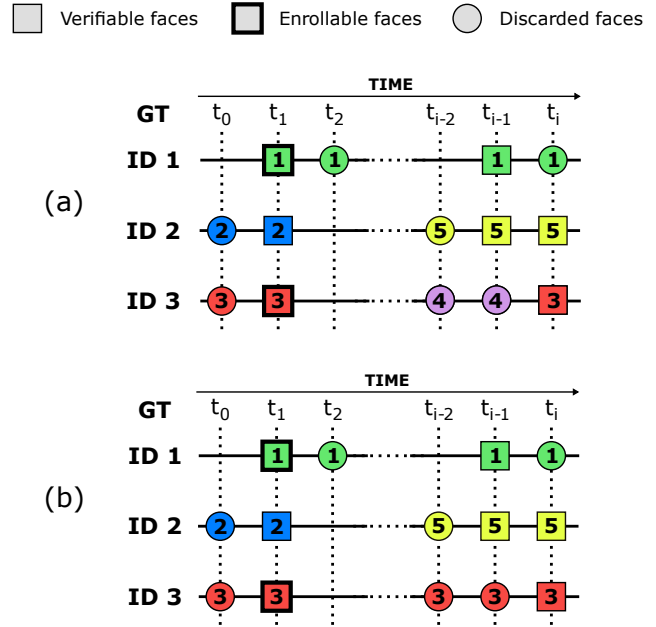 Verifiable faces Enrollable faces Discarded faces
TIME
GT t0 t1 t2 ti-2 ti-1 ti
ID 1 1 1 1 1
(a)
ID 2 2 2 5 5 5
ID 3 3 3 4 4 3
TIME
GT t0 t1 t2 ti-2 ti-1 ti
ID 1 1 1 1 1
(b)
ID 2 2 2 5 5 5
ID 3 3 3 3 3 3